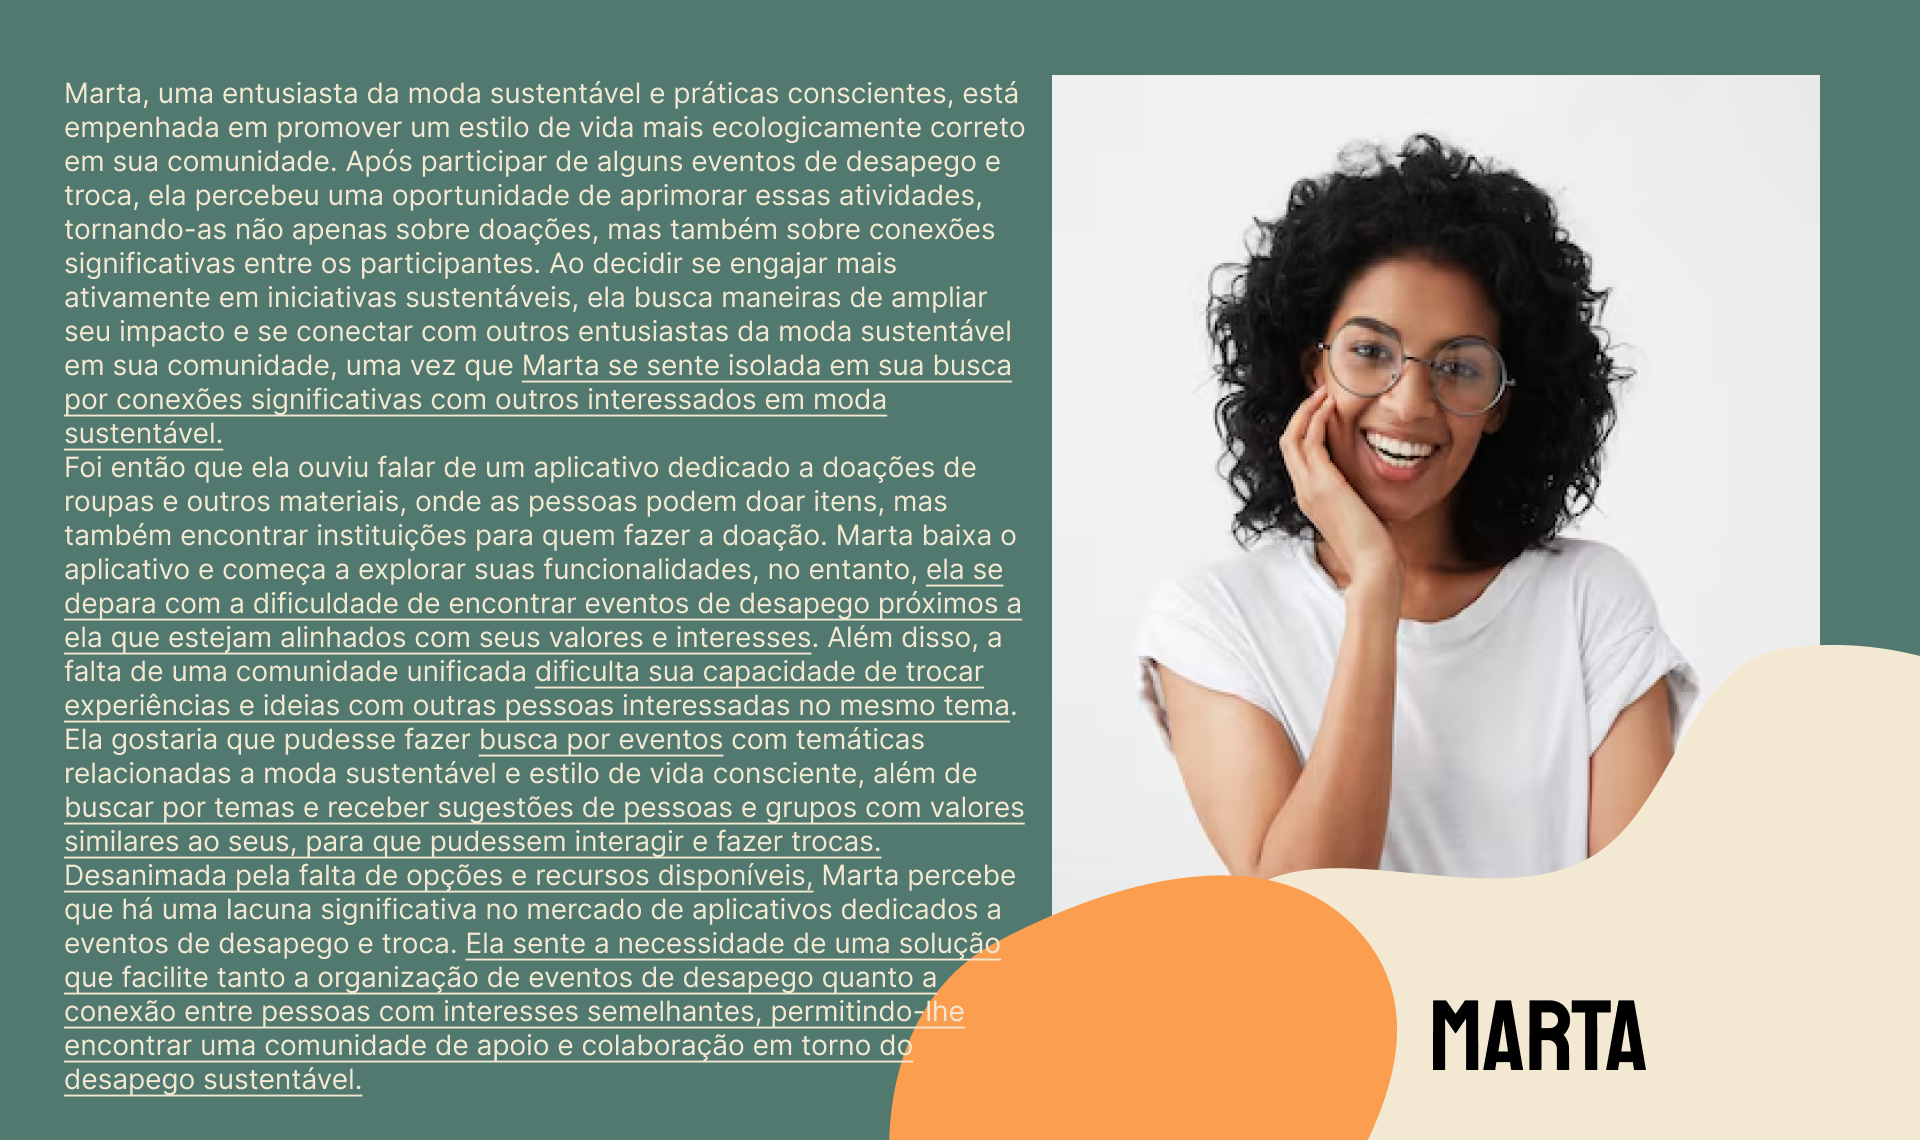 Marta, uma entusiasta da moda sustentável e práticas conscientes, está
empenhada em promover um estilo de vida mais ecologicamente correto
em sua comunidade. Após participar de alguns eventos de desapego e
troca, ela percebeu uma oportunidade de aprimorar essas atividades,
tornando-as não apenas sobre doações, mas também sobre conexões
significativas entre os participantes. Ao decidir se engajar mais
ativamente em iniciativas sustentáveis, ela busca maneiras de ampliar
seu impacto e se conectar com outros entusiastas da moda sustentável
em sua comunidade, uma vez que Marta se sente isolada em sua busca
por conexões significativas com outros interessados em moda
sustentável.
Foi então que ela ouviu falar de um aplicativo dedicado a doações de
roupas e outros materiais, onde as pessoas podem doar itens, mas
também encontrar instituições para quem fazer a doação. Marta baixa o
aplicativo e começa a explorar suas funcionalidades, no entanto, ela se
depara com a dificuldade de encontrar eventos de desapego próximos a
ela que estejam alinhados com seus valores e interesses. Além disso, a
falta de uma comunidade unificada dificulta sua capacidade de trocar
experiências e ideias com outras pessoas interessadas no mesmo tema.
Ela gostaria que pudesse fazer busca por eventos com temáticas
relacionadas a moda sustentável e estilo de vida consciente, além de
buscar por temas e receber sugestões de pessoas e grupos com valores
similares ao seus, para que pudessem interagir e fazer trocas.
Desanimada pela falta de opções e recursos disponíveis, Marta percebe
que há uma lacuna significativa no mercado de aplicativos dedicados a
eventos de desapego e troca. Ela sente a necessidade de uma solução
que facilite tanto a organização de eventos de desapego quanto a
conexão entre pessoas com interesses semelhantes, permitindo-lhe
encontrar uma comunidade de apoio e colaboração em torno do
desapego sustentável.
MARTA